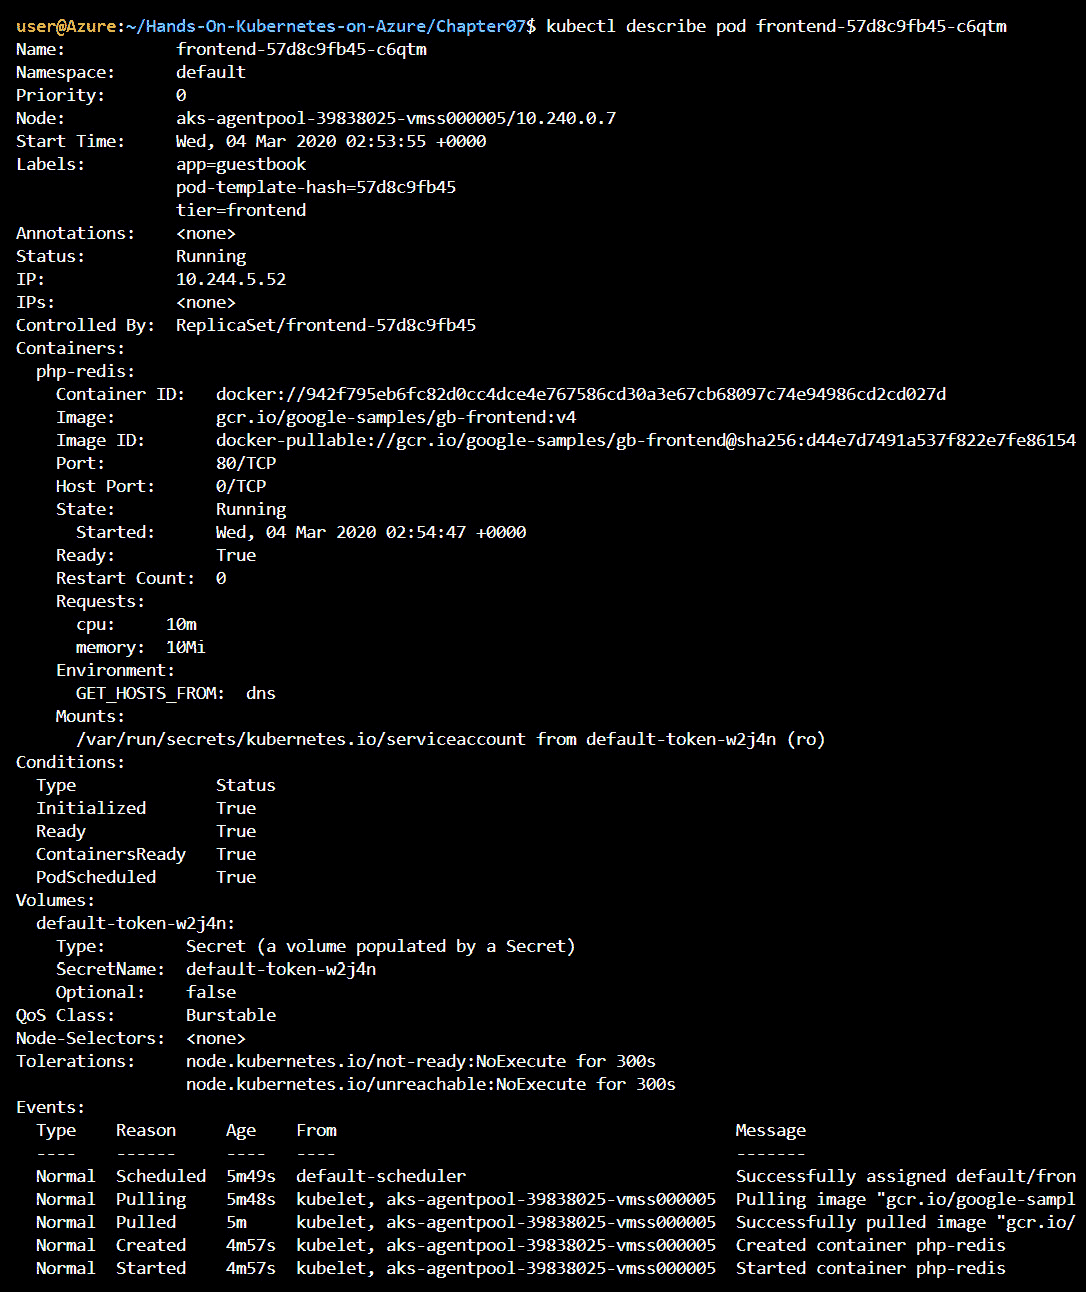 user@Azure:~/Hands-On-Kubernetes-on-Azure/Chapter07$ kubectl describe pod frontend-57d8c9fb45-c6qtm
Name:           frontend-57d8c9fb45-c6qtm
Namespace:      default
Priority:       0
Node:           aks-agentpool-39838025-vmss000005/10.240.0.7
Start Time:     Wed, 04 Mar 2020 02:53:55 +0000
Labels:         app=guestbook
                pod-template-hash=57d8c9fb45
                tier=frontend
Annotations:    <none>
Status:         Running
IP:             10.244.5.52
IPs:            <none>
Controlled By:  ReplicaSet/frontend-57d8c9fb45
Containers:
  php-redis:
    Container ID:   docker://942f795eb6fc82d0cc4dce4e767586cd30a3e67cb68097c74e94986cd2cd027d
    Image:          gcr.io/google-samples/gb-frontend:v4
    Image ID:       docker-pullable://gcr.io/google-samples/gb-frontend@sha256:d44e7d7491a537f822e7fe86154
    Port:           80/TCP
    Host Port:      0/TCP
    State:          Running
      Started:      Wed, 04 Mar 2020 02:54:47 +0000
    Ready:          True
    Restart Count:  0
    Requests:
      cpu:     10m
      memory:  10Mi
    Environment:
      GET_HOSTS_FROM:  dns
    Mounts:
      /var/run/secrets/kubernetes.io/serviceaccount from default-token-w2j4n (ro)
Conditions:
  Type              Status
  Initialized       True
  Ready             True
  ContainersReady   True
  PodScheduled      True
Volumes:
  default-token-w2j4n:
    Type:        Secret (a volume populated by a Secret)
    SecretName:  default-token-w2j4n
    Optional:    false
QoS Class:       Burstable
Node-Selectors:  <none>
Tolerations:     node.kubernetes.io/not-ready:NoExecute for 300s
                 node.kubernetes.io/unreachable:NoExecute for 300s
Events:
  Type    Reason     Age    From                                        Message
  ----    ------     ----   ----                                        -------
  Normal  Scheduled  5m49s  default-scheduler                           Successfully assigned default/fron
  Normal  Pulling    5m48s  kubelet, aks-agentpool-39838025-vmss000005  Pulling image "gcr.io/google-sampl
  Normal  Pulled     5m     kubelet, aks-agentpool-39838025-vmss000005  Successfully pulled image "gcr.io/
  Normal  Created    4m57s  kubelet, aks-agentpool-39838025-vmss000005  Created container php-redis
  Normal  Started    4m57s  kubelet, aks-agentpool-39838025-vmss000005  Started container php-redis